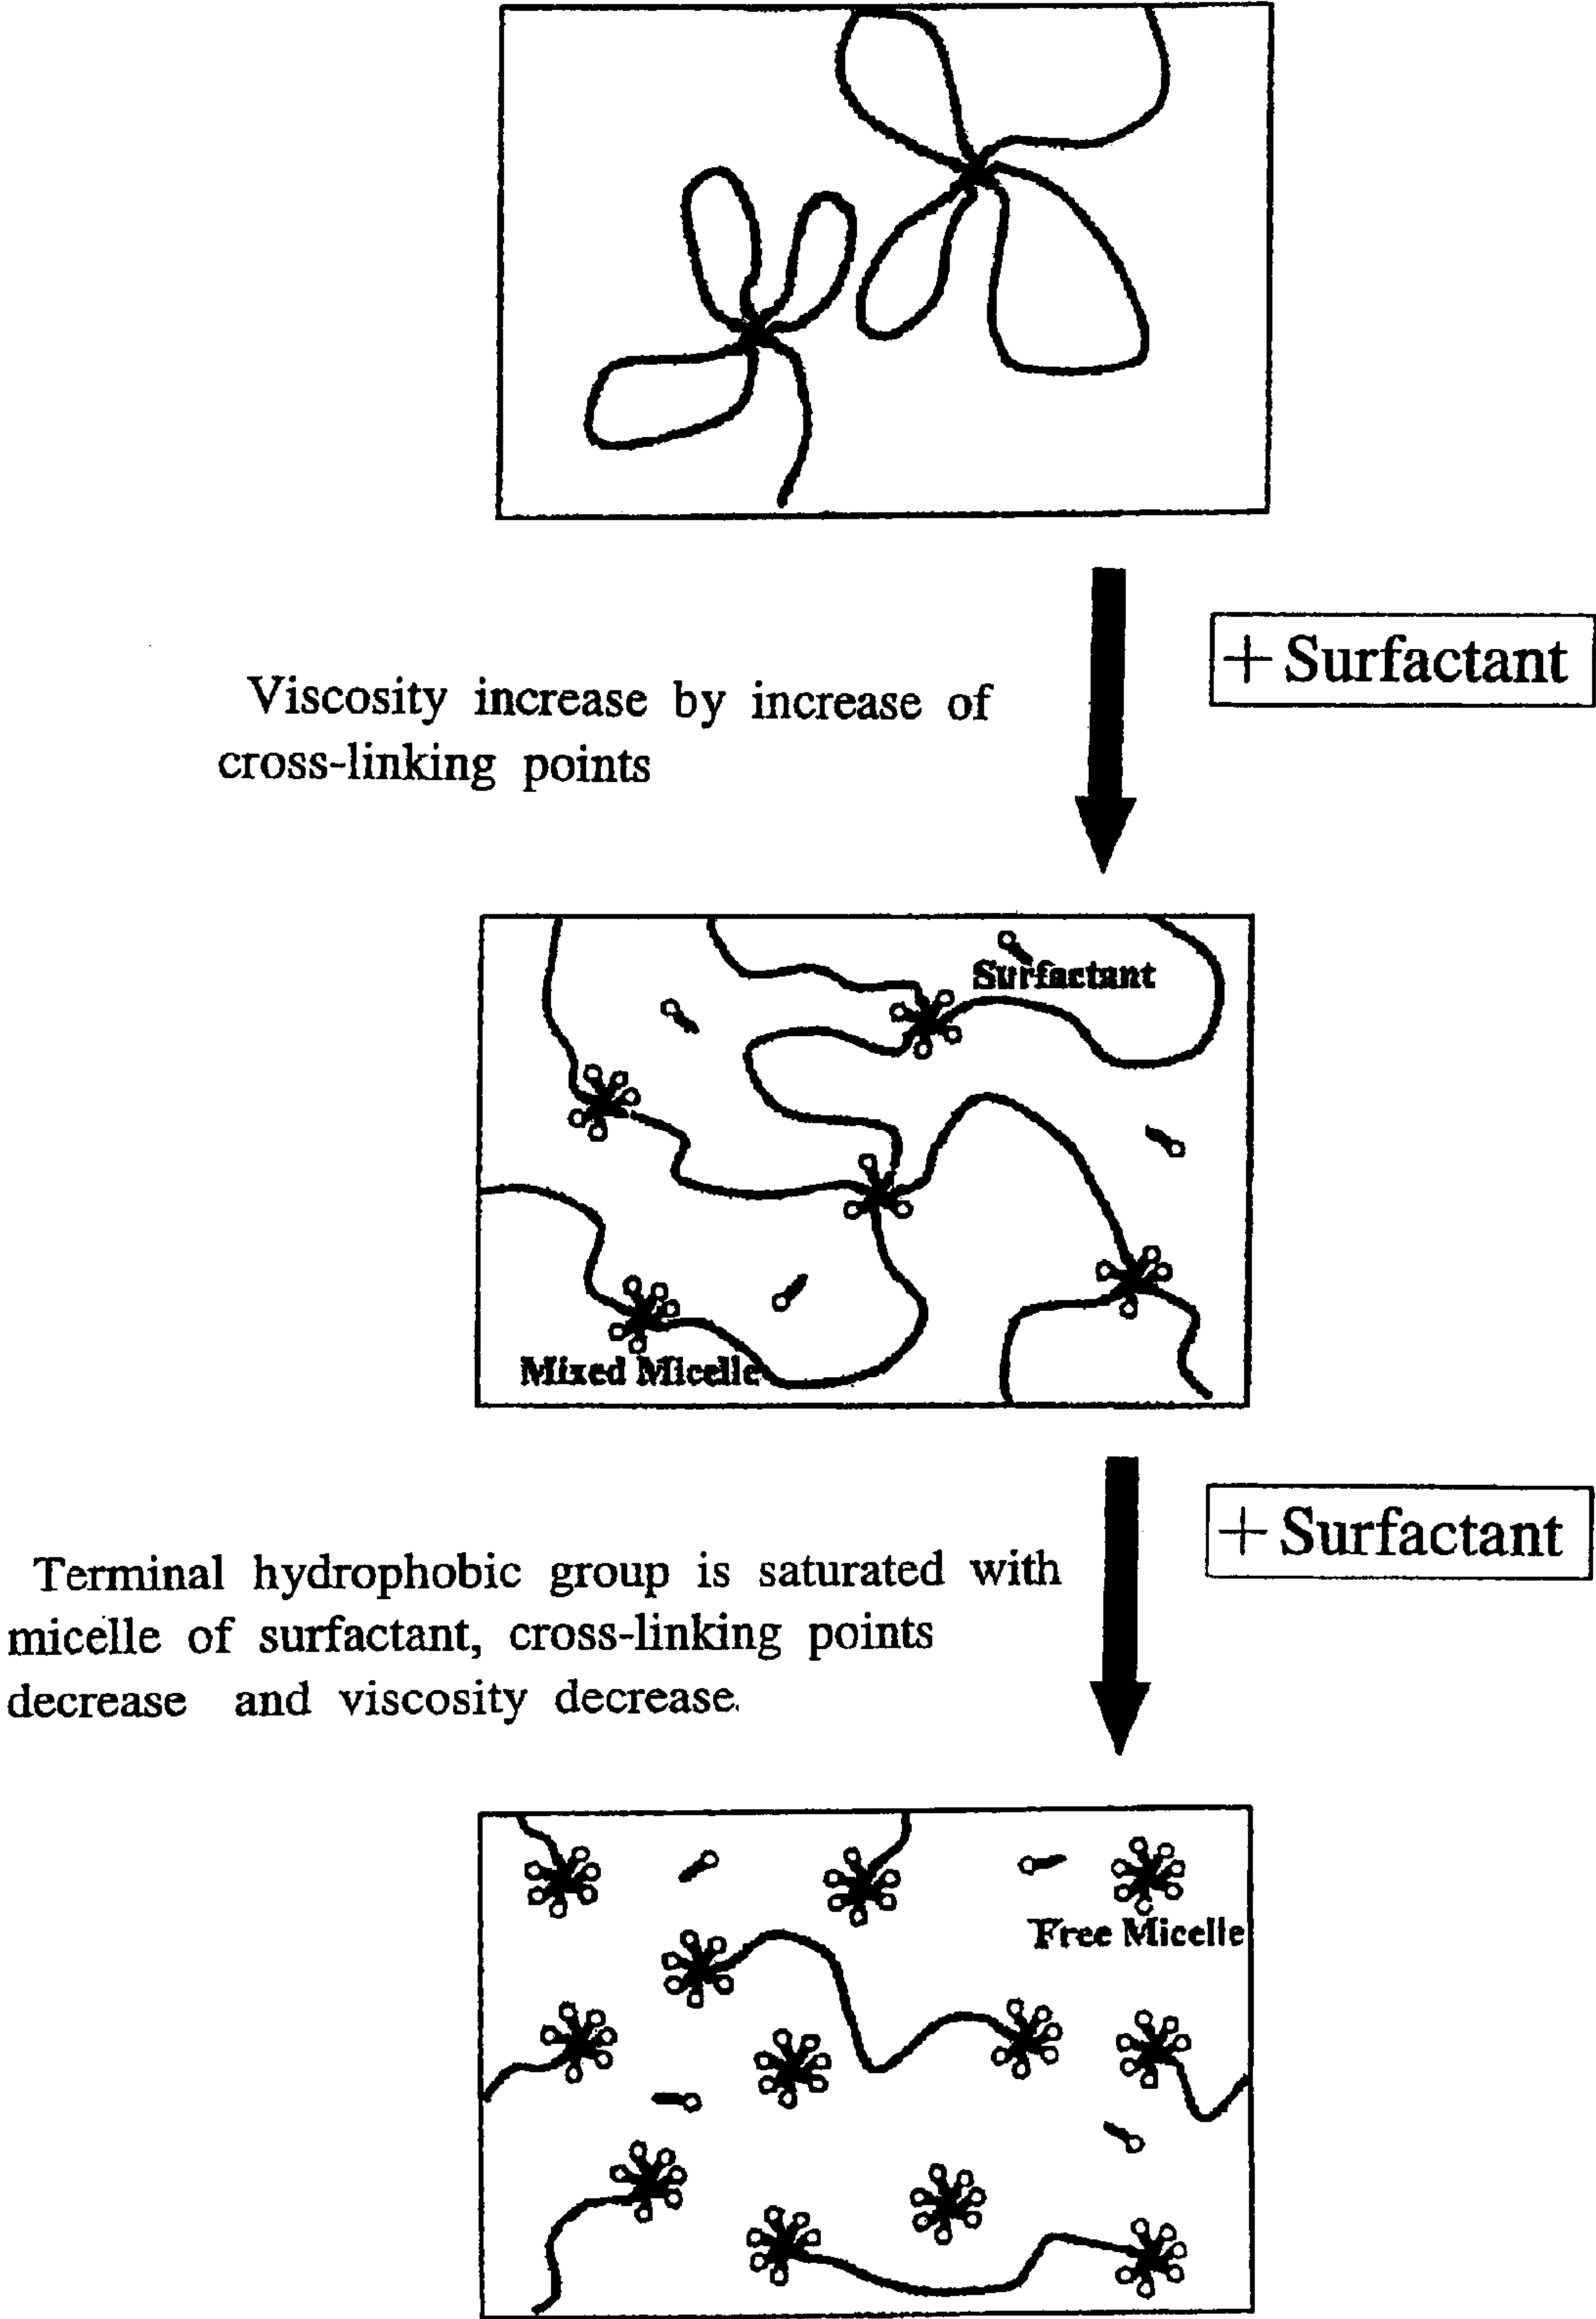 + Surfactant
Viscosity increase by increase of
cross-linking points
Surfactant
Mixed Micelle
+ Surfactant
Terminal hydrophobic group is saturated with
micelle of surfactant, cross-linking points
decrease and viscosity decrease.
Free Micelle